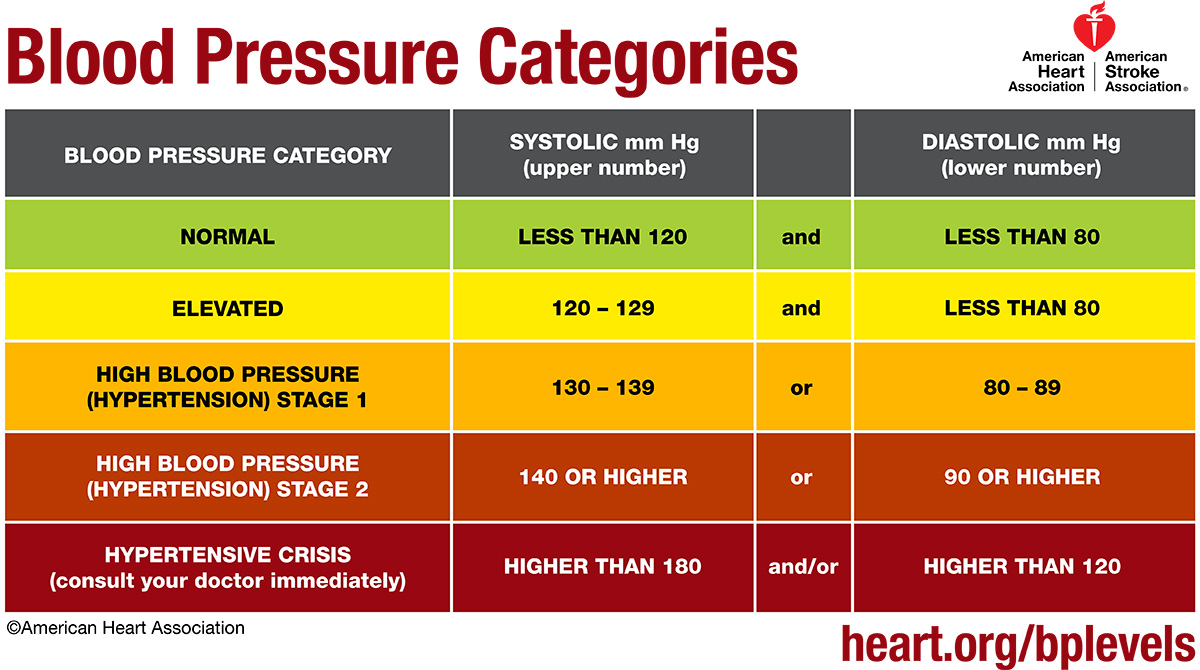 Blood Pressure Categories
American Heart Association
American Stroke Association®
BLOOD PRESSURE CATEGORY
SYSTOLIC mm Hg
(upper number)
DIASTOLIC mm Hg
(lower number)
NORMAL
LESS THAN 120
and
LESS THAN 80
ELEVATED
120 – 129
and
LESS THAN 80
HIGH BLOOD PRESSURE
(HYPERTENSION) STAGE 1
130 – 139
or
80 – 89
HIGH BLOOD PRESSURE
(HYPERTENSION) STAGE 2
140 OR HIGHER
or
90 OR HIGHER
HYPERTENSIVE CRISIS
(consult your doctor immediately)
HIGHER THAN 180
and/or
HIGHER THAN 120
©American Heart Association
heart.org/bplevels